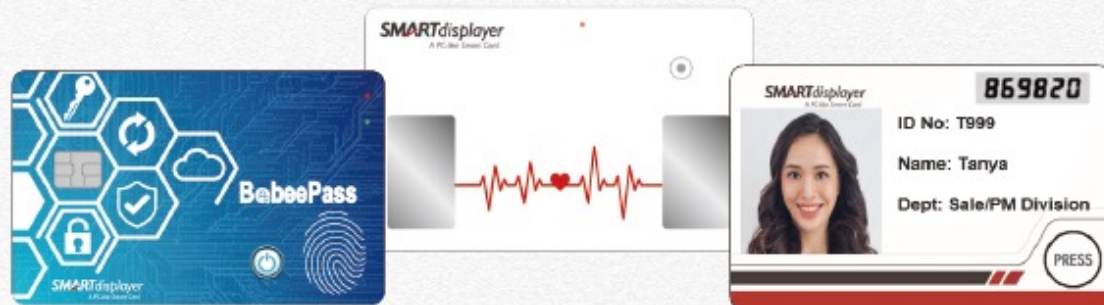 SMARTdisplayer
A PC-like Smart Card
BobeePass
SMARTdisplayer
A PC-like Smart Card
SMARTdisplayer
A PC-like Smart Card
869820
ID No: T999
Name: Tanya
Dept: Sale/PM Division
PRESS